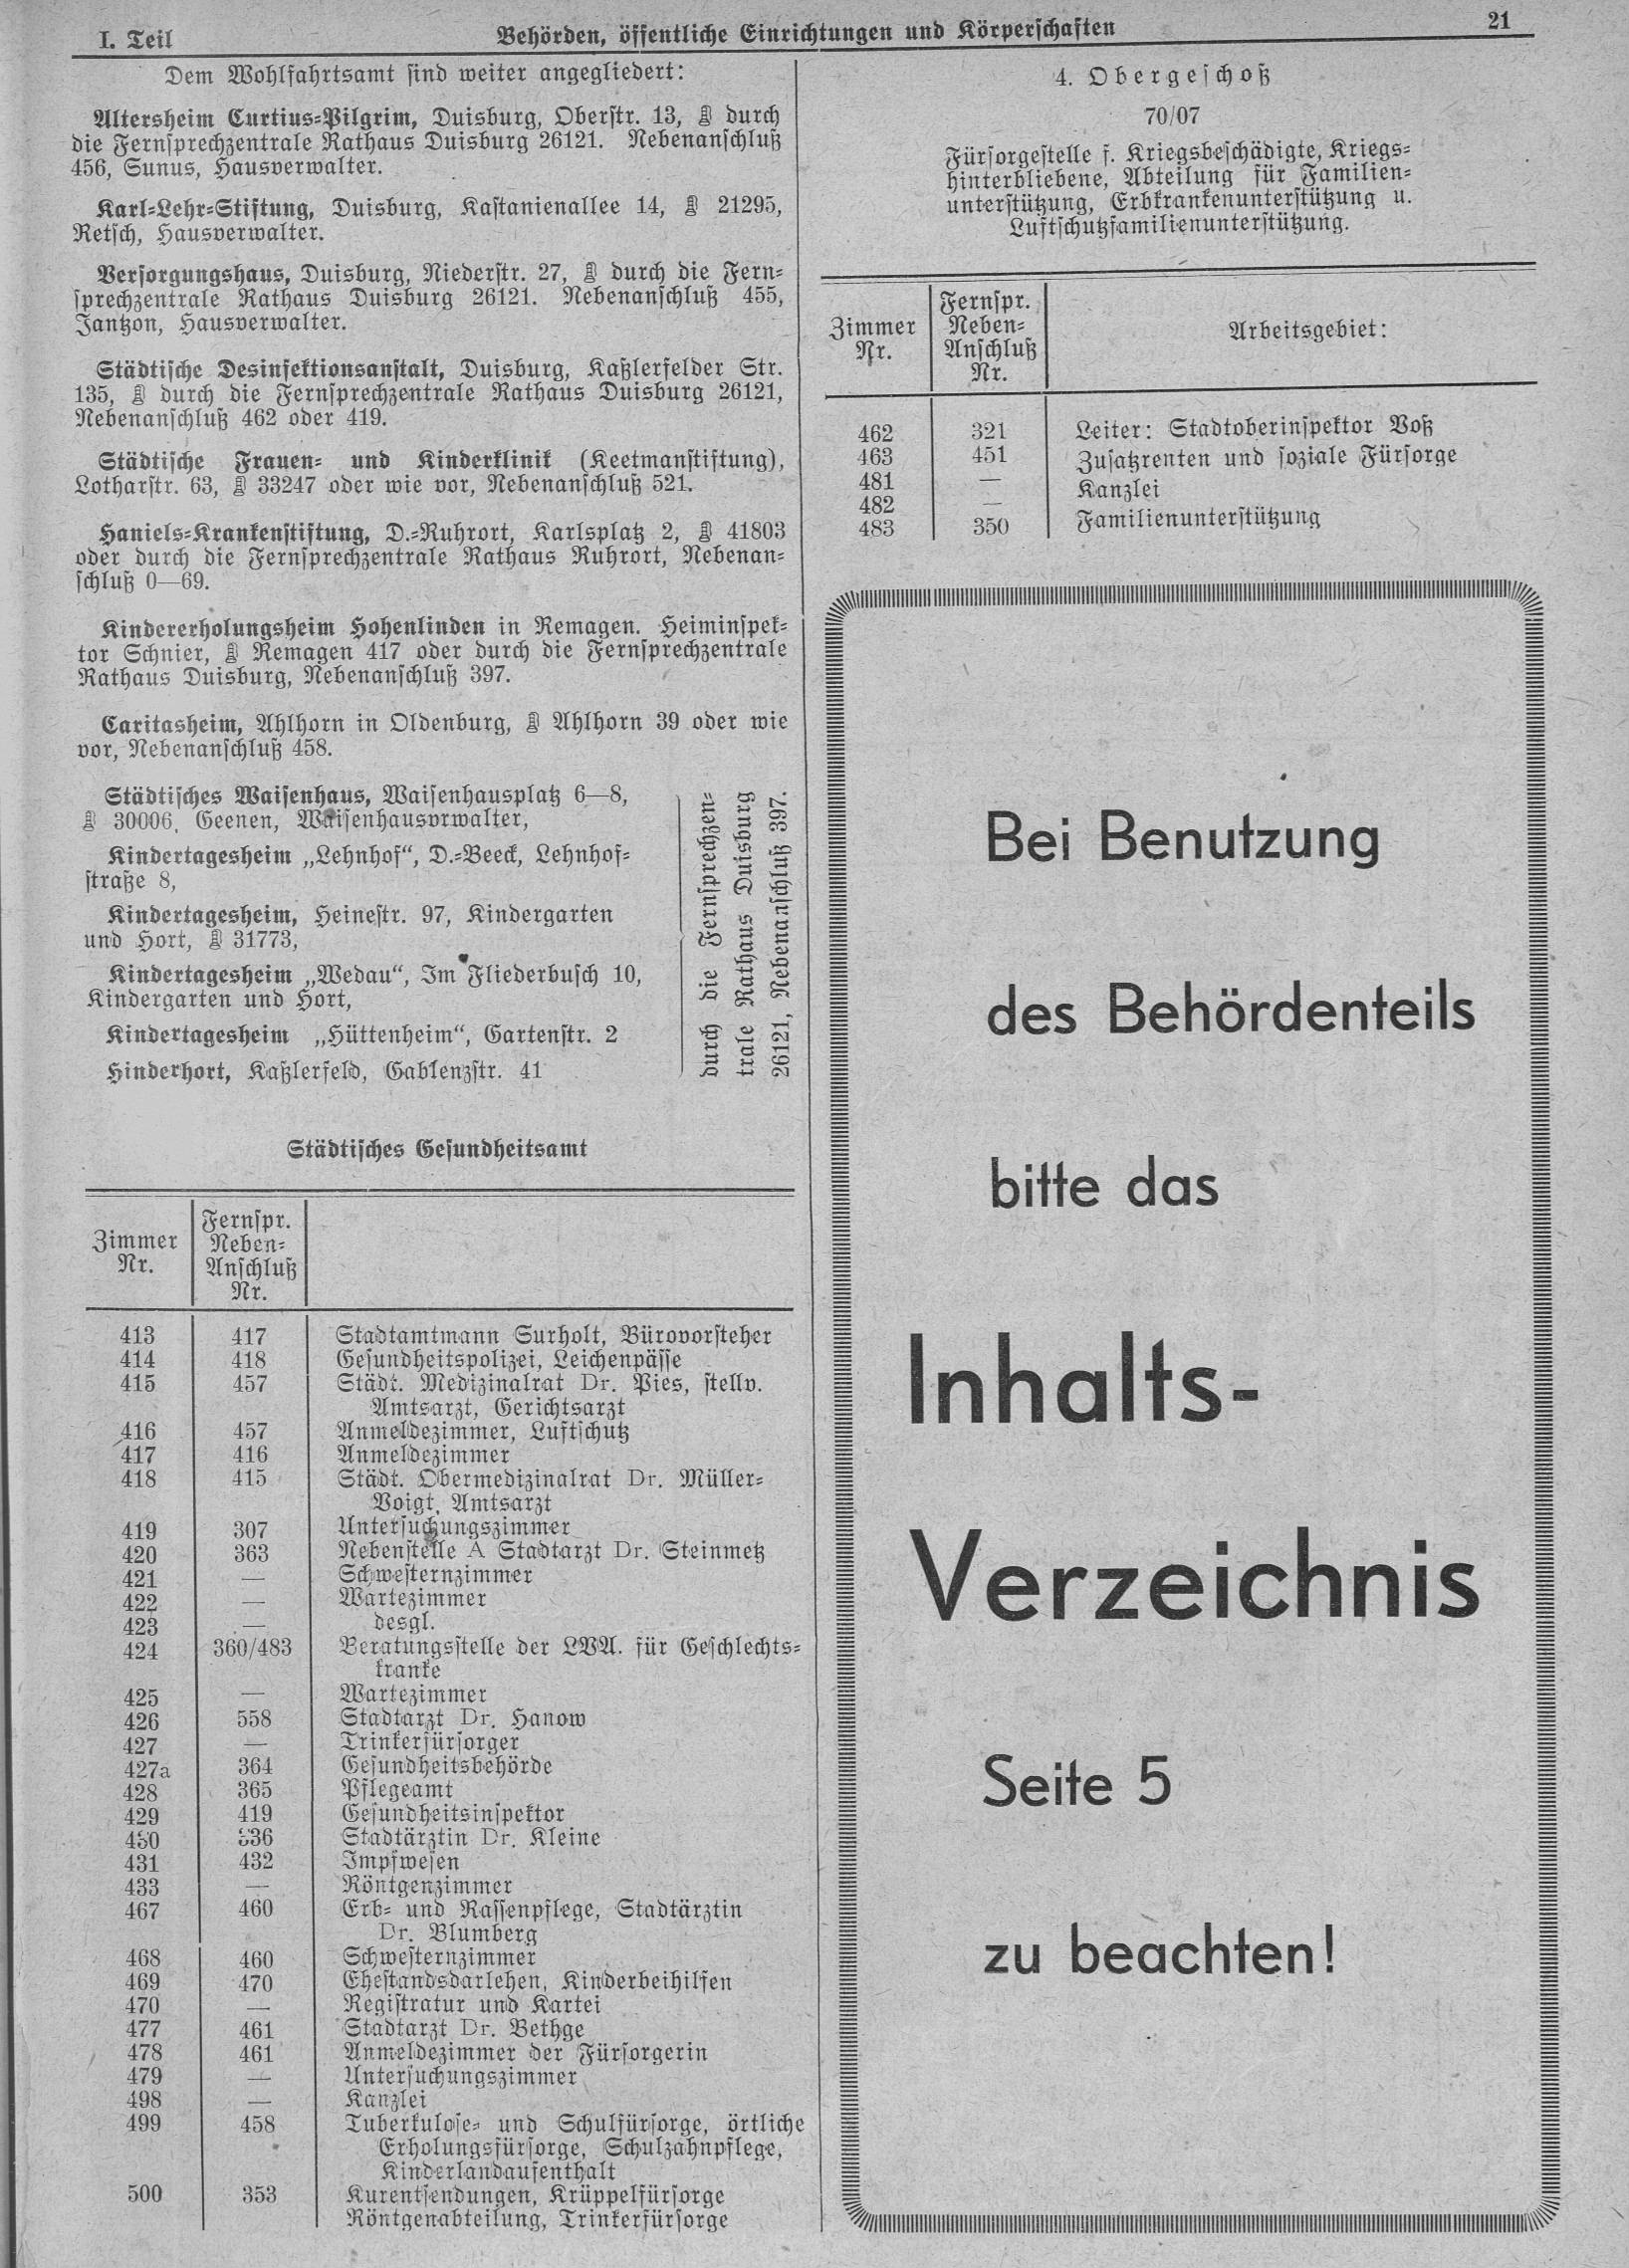 I. Teil
Behörden, öffentliche Einrichtungen und Körperschaften
21
Dem Wohlfahrtsamt sind weiter angegliedert:
Altersheim Curtius-Pilgrim, Duisburg, Oberstr. 13, durch
die Fernsprechzentrale Rathaus Duisburg 26121. Nebenanschluß
456, Sunus, Hausverwalter.
Karl-Lehr-Stiftung, Duisburg, Kastanienallee 14, 21295,
Retsch, Hausverwalter.
Versorgungshaus, Duisburg, Niederstr. 27, durch die Fern-
sprechzentrale Rathaus Duisburg 26121. Nebenanschluß 455,
Jantzon, Hausverwalter.
Städtische Desinfektionsanstalt, Duisburg, Kaßlerfelder Str.
135, durch die Fernsprechzentrale Rathaus Duisburg 26121,
Nebenanschluß 462 oder 419.
Städtische Frauen- und Kinderklinik (Keetmanstiftung),
Lotharstr. 63, 33247 oder wie vor, Nebenanschluß 521.
Haniels-Krankenstiftung, D.-Ruhrort, Karlsplatz 2, 41803
oder durch die Fernsprechzentrale Rathaus Ruhrort, Nebenan-
schluß 0—69.
Kindererholungsheim Hohenlinden in Remagen. Heiminspek-
tor Schnier, Remagen 417 oder durch die Fernsprechzentrale
Rathaus Duisburg, Nebenanschluß 397.
Caritasheim, Ahlhorn in Oldenburg, Ahlhorn 39 oder wie
vor, Nebenanschluß 458.
Städtisches Waisenhaus, Waisenhausplatz 6—8,
30006, Geenen, Waisenhausvrwalter,
Kindertagesheim „Lehnhof“, D.-Beeck, Lehnhof-
straße 8,
Kindertagesheim, Heinestr. 97, Kindergarten
und Hort, 31773,
Kindertagesheim „Wedau“, Im Fliederbusch 10,
Kindergarten und Hort,
Kindertagesheim „Hüttenheim“, Gartenstr. 2
Hinderhort, Kaßlerfeld, Gablenzstr. 41
durch die Fernsprechzen-
trale Rathaus Duisburg
26121, Nebenanschluß 397.
Städtisches Gesundheitsamt
Zimmer Nr.
Fernspr. Neben- Anschluß Nr.
413 417 Stadtamtmann Surholt, Bürovorsteher
414 418 Gesundheitspolizei, Leichenpässe
415 457 Städt. Medizinalrat Dr. Pies, stellv.
Amtsarzt, Gerichtsarzt
416 457 Anmeldezimmer, Luftschutz
417 416 Anmeldezimmer
418 415 Städt. Obermedizinalrat Dr. Müller-
Voigt, Amtsarzt
419 307 Untersuchungszimmer
420 363 Nebenstelle A Stadtarzt Dr. Steinmetz
421 — Schwesternzimmer
422 — Wartezimmer
423 — desgl.
424 360/483 Beratungsstelle der LVA. für Geschlechts-
kranke
425 — Wartezimmer
426 558 Stadtarzt Dr. Hanow
427 — Trinkerfürsorger
427a 364 Gesundheitsbehörde
428 365 Pflegeamt
429 419 Gesundheitsinspektor
430 336 Stadtärztin Dr. Kleine
431 432 Impfwesen
433 — Röntgenzimmer
467 460 Erb- und Rassenpflege, Stadtärztin
Dr. Blumberg
468 460 Schwesternzimmer
469 470 Ehestandsdarlehen, Kinderbeihilfen
470 — Registratur und Kartei
477 461 Stadtarzt Dr. Bethge
478 461 Anmeldezimmer der Fürsorgerin
479 — Untersuchungszimmer
498 — Kanzlei
499 458 Tuberkulose- und Schulfürsorge, örtliche
Erholungsfürsorge, Schulzahnpflege,
Kinderlandaufenthalt
500 353 Kurentsendungen, Krüppelfürsorge
Röntgenabteilung, Trinkerfürsorge
4. Obergeschoß
70/07
Fürsorgestelle f. Kriegsbeschädigte, Kriegs-
hinterbliebene, Abteilung für Familien-
unterstützung, Erbkrankenunterstützung u.
Luftschutzfamilienunterstützung.
Zimmer Nr.
Fernspr. Neben- Anschluß Nr.
Arbeitsgebiet:
462 321 Leiter: Stadtoberinspektor Voß
463 451 Zusatzrenten und soziale Fürsorge
481 — Kanzlei
482 —
483 350 Familienunterstützung
Bei Benutzung
des Behördenteils
bitte das
Inhalts-
Verzeichnis
Seite 5
zu beachten!